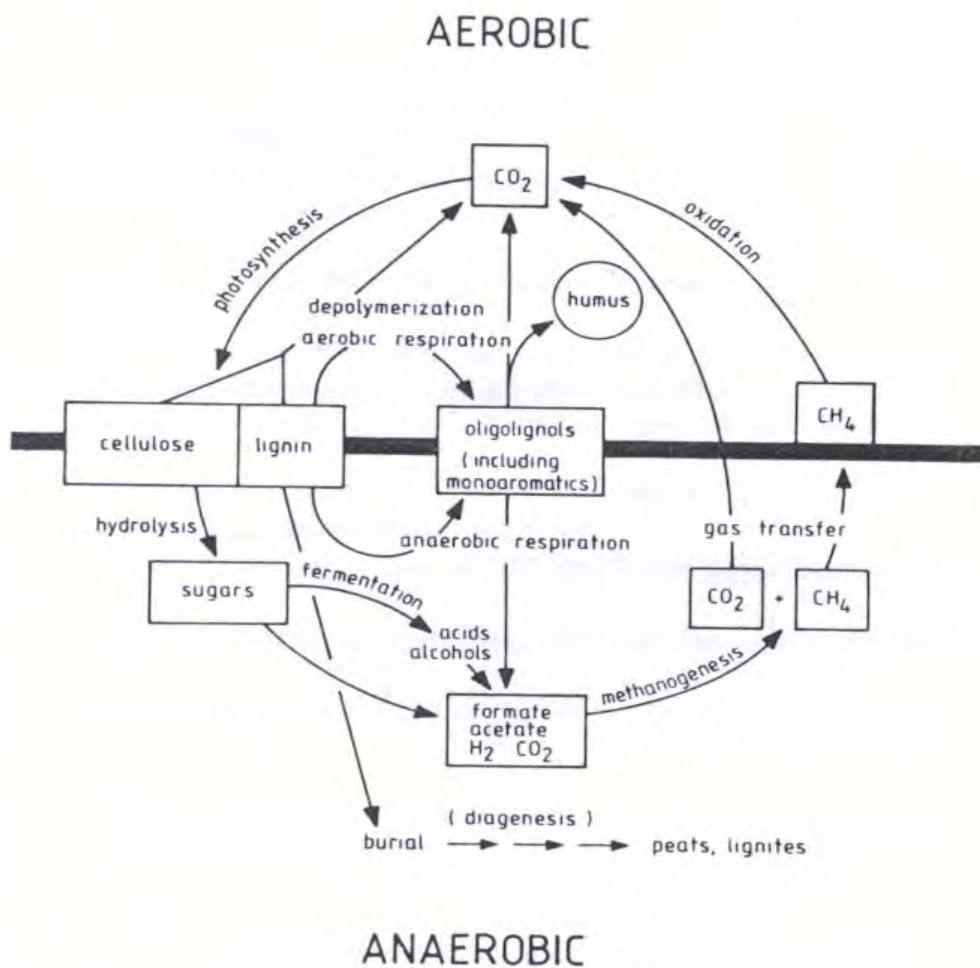 AEROBIC
CO2
photosynthesis
oxidation
depolymerization
humus
aerobic respiration
cellulose
lignin
oligolignols
(including
monoaromatics)
CH4
hydrolysis
anaerobic respiration
gas transfer
sugars
fermentation
CO2 + CH4
acids
alcohols
methanogenesis
formate
acetate
H2 CO2
(diagenesis)
burial
peats, lignites
ANAEROBIC